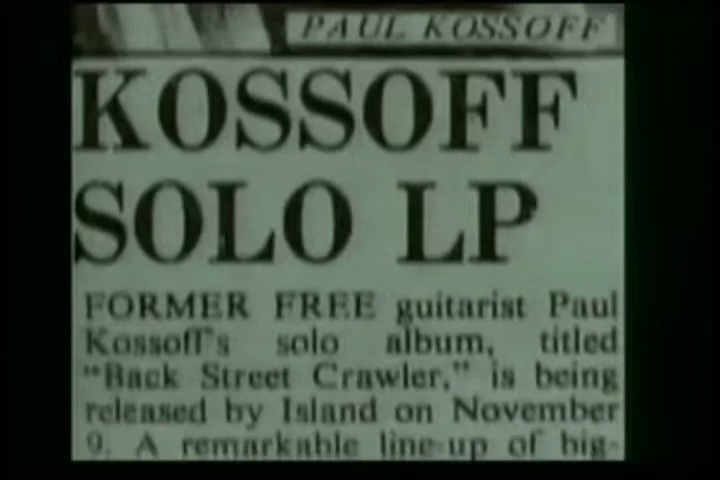 PAUL KOSSOFF
KOSSOFF
SOLO LP
FORMER FREE guitarist Paul
Kossoff's solo album, titled
"Back Street Crawler," is being
released by Island on November
9. A remarkable line-up of big-